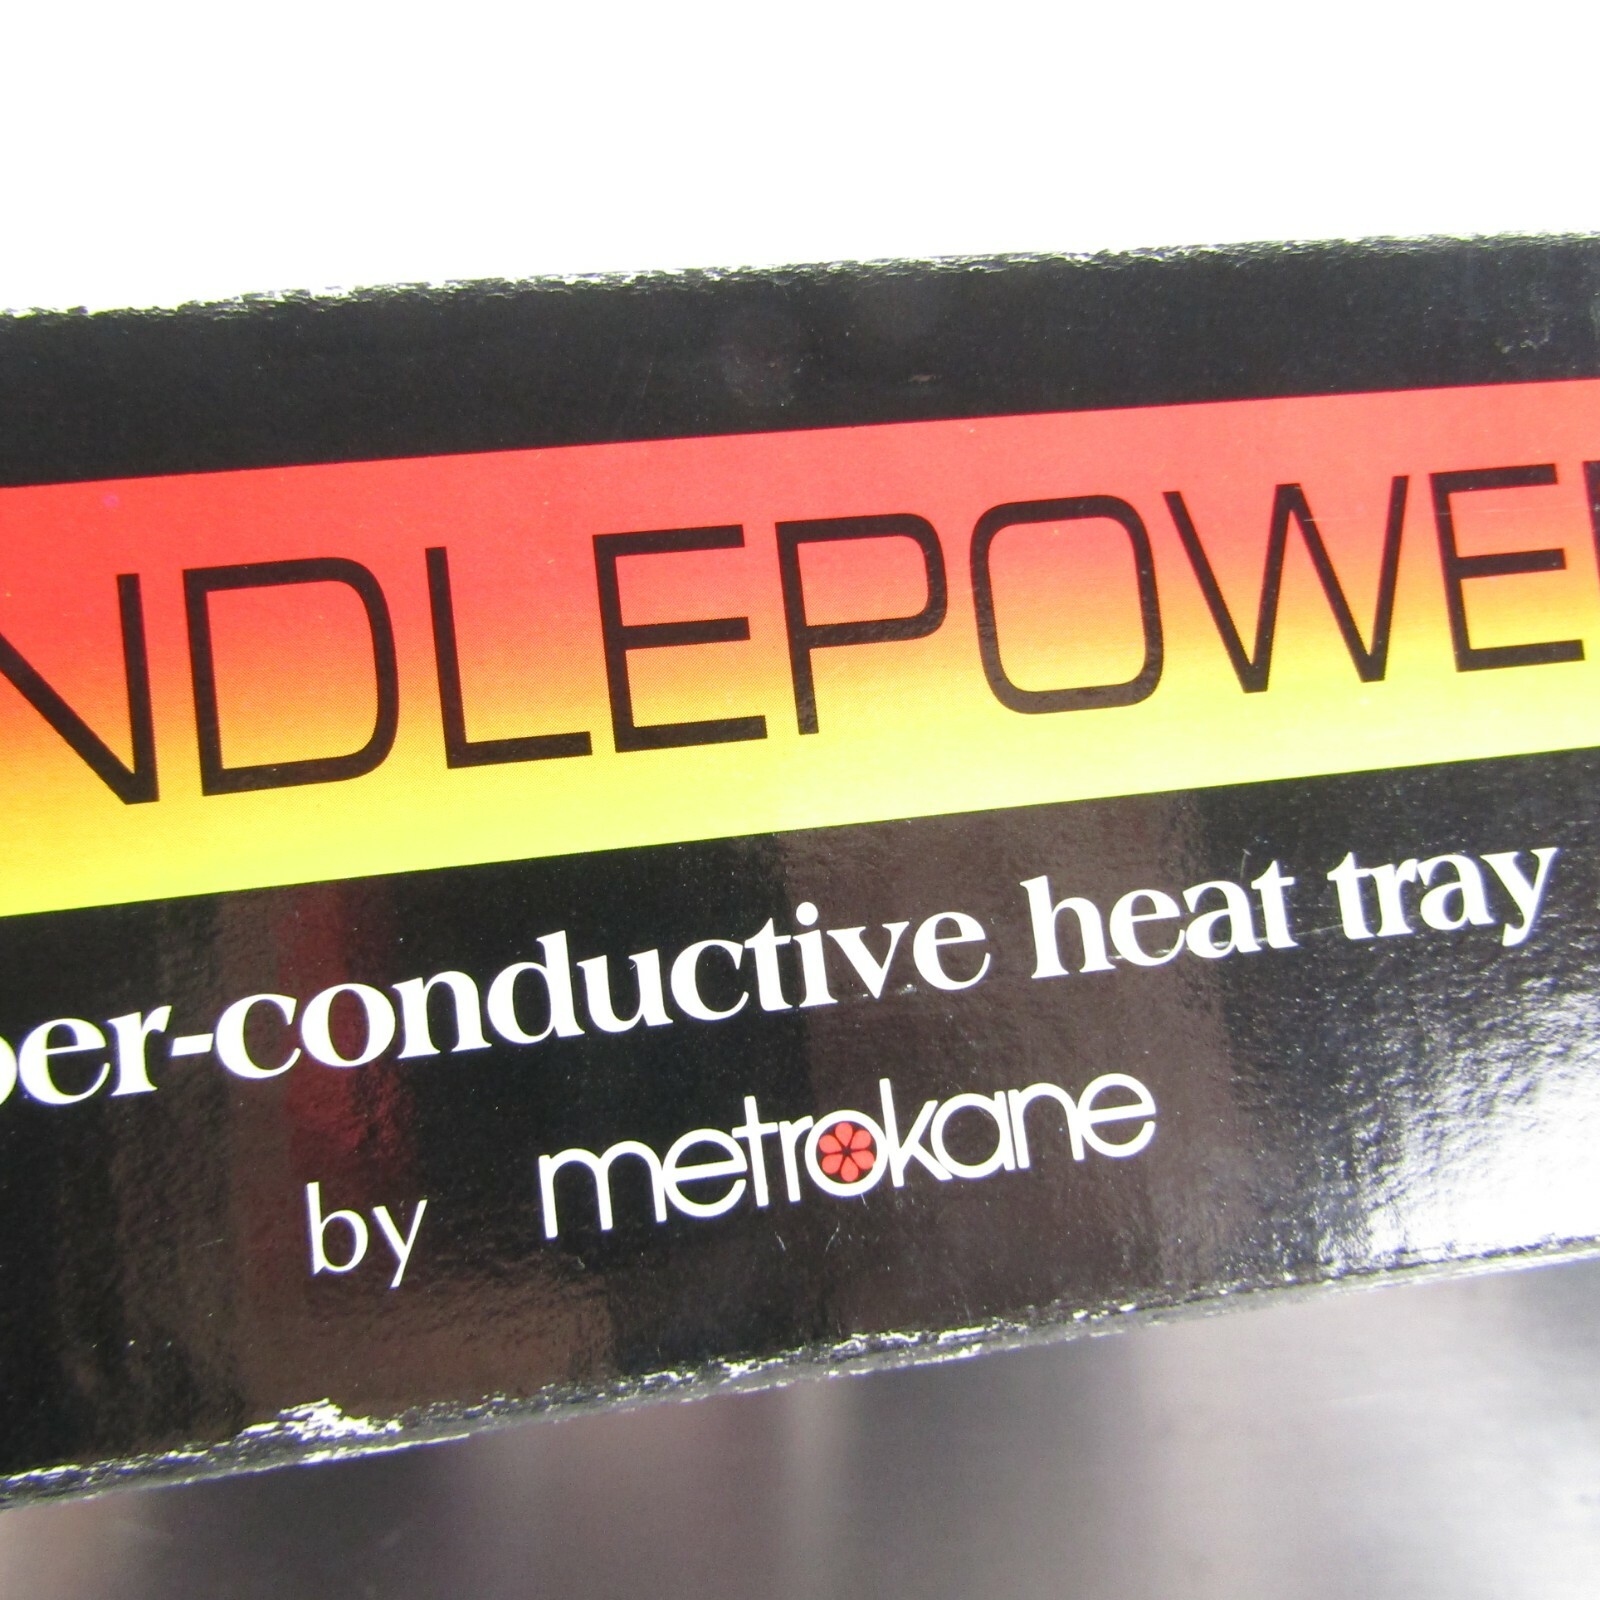 NDLEPOWE
per-conductive heat tray
by metrokane